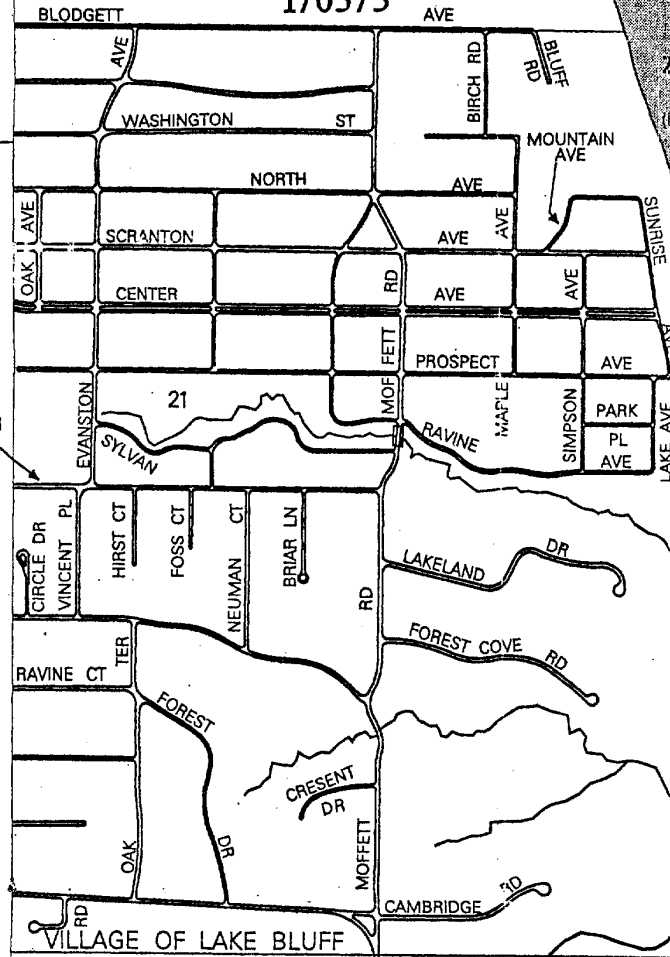 170373
BLODGETT AVE
AVE
BIRCH RD
BLUFF RD
WASHINGTON ST
MOUNTAIN AVE
NORTH AVE
OAK AVE
SCRANTON AVE
AVE
SUNRISE
CENTER AVE
RD
AVE
MOFFETT
PROSPECT AVE
EVANSTON
21
MAPLE
SIMPSON
PARK PL
LAKE AVE
SYLVAN
RAVINE AVE
CIRCLE DR
VINCENT PL
HIRST CT
FOSS CT
NEUMAN CT
BRIAR LN
RD
LAKELAND DR
FOREST COVE RD
RAVINE CT
TER
FOREST DR
CRESENT DR
OAK
MOFFETT
CAMBRIDGE RD
RD
VILLAGE OF LAKE BLUFF